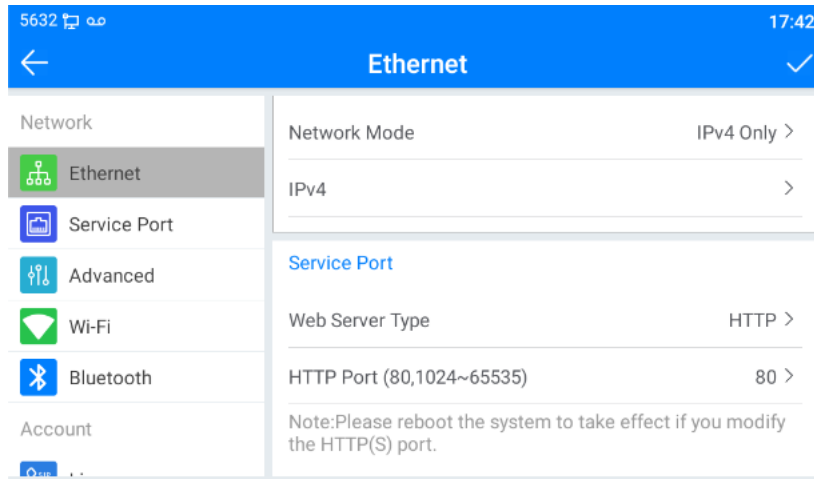 5632 17:42
Ethernet
Network
Ethernet
Service Port
Advanced
Wi-Fi
Bluetooth
Account
Network Mode IPv4 Only
IPv4
Service Port
Web Server Type HTTP
HTTP Port (80,1024~65535) 80
Note:Please reboot the system to take effect if you modify
the HTTP(S) port.